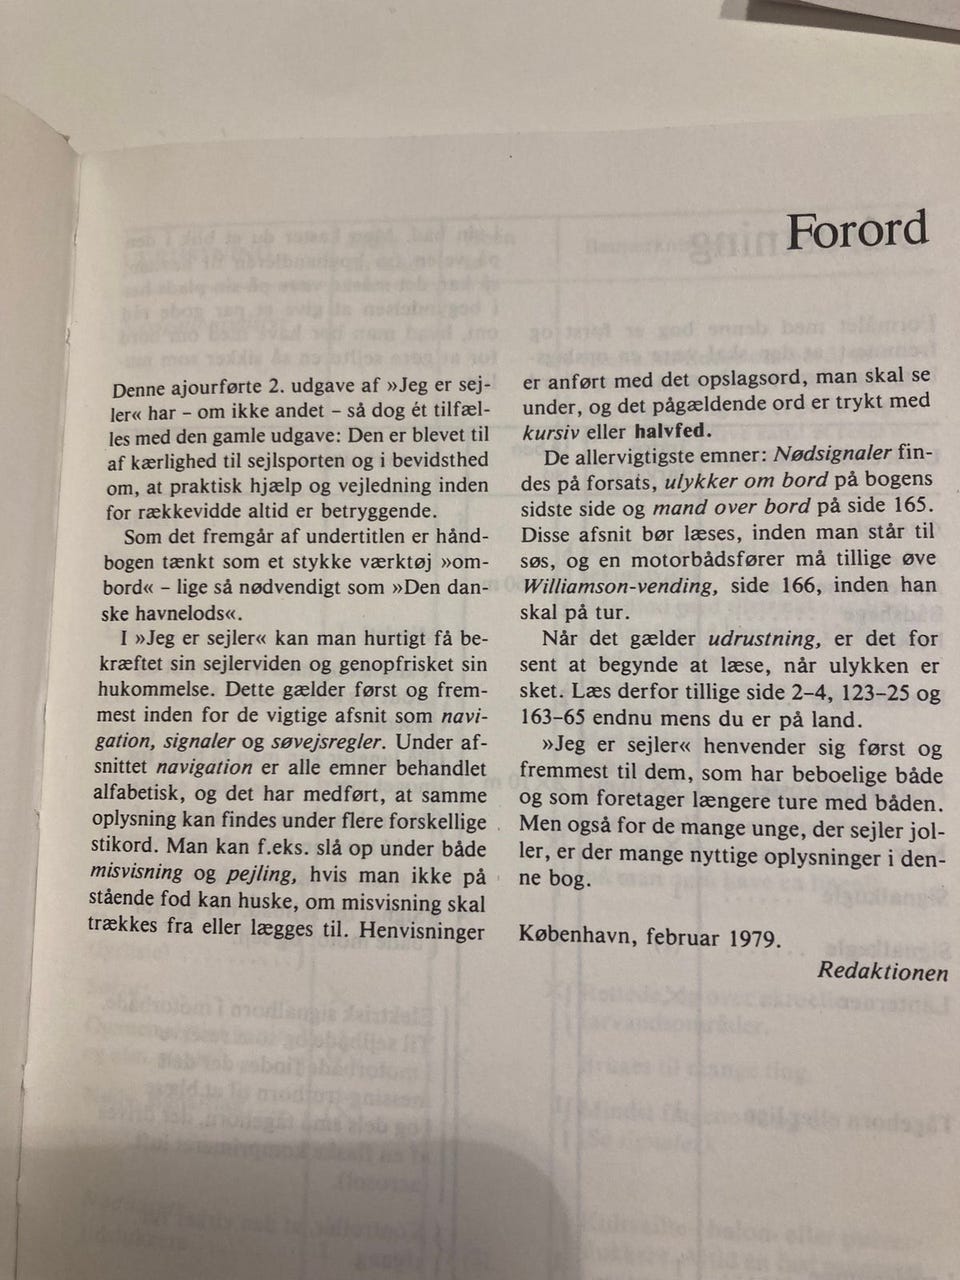 Forord
Denne ajourførte 2. udgave af »Jeg er sej-
ler« har – om ikke andet – så dog ét tilfæl-
les med den gamle udgave: Den er blevet til
af kærlighed til sejlsporten og i bevidsthed
om, at praktisk hjælp og vejledning inden
for rækkevidde altid er betryggende.
Som det fremgår af undertitlen er hånd-
bogen tænkt som et stykke værktøj »om-
bord« – lige så nødvendigt som »Den dan-
ske havnelods«.
I »Jeg er sejler« kan man hurtigt få be-
kræftet sin sejlerviden og genopfrisket sin
hukommelse. Dette gælder først og frem-
mest inden for de vigtige afsnit som navi-
gation, signaler og søvejsregler. Under af-
snittet navigation er alle emner behandlet
alfabetisk, og det har medført, at samme
oplysning kan findes under flere forskellige
stikord. Man kan f.eks. slå op under både
misvisning og pejling, hvis man ikke på
stående fod kan huske, om misvisning skal
trækkes fra eller lægges til. Henvisninger
er anført med det opslagsord, man skal se
under, og det pågældende ord er trykt med
kursiv eller halvfed.
De allervigtigste emner: Nødsignaler fin-
des på forsats, ulykker om bord på bogens
sidste side og mand over bord på side 165.
Disse afsnit bør læses, inden man står til
søs, og en motorbådsfører må tillige øve
Williamson-vending, side 166, inden han
skal på tur.
Når det gælder udrustning, er det for
sent at begynde at læse, når ulykken er
sket. Læs derfor tillige side 2–4, 123–25 og
163–65 endnu mens du er på land.
»Jeg er sejler« henvender sig først og
fremmest til dem, som har beboelige både
og som foretager længere ture med båden.
Men også for de mange unge, der sejler jol-
ler, er der mange nyttige oplysninger i den-
ne bog.
København, februar 1979.
Redaktionen